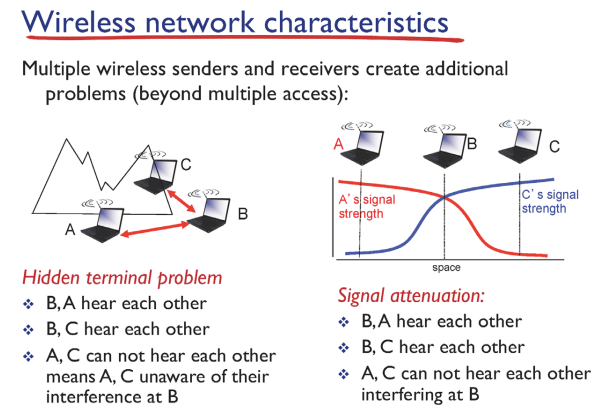 Wireless network characteristics
Multiple wireless senders and receivers create additional
problems (beyond multiple access):
C
B
A
Hidden terminal problem
B, A hear each other
B, C hear each other
A, C can not hear each other
means A, C unaware of their
interference at B
A
B
C
A's signal
strength
C's signal
strength
space
Signal attenuation:
B, A hear each other
B, C hear each other
A, C can not hear each other
interfering at B